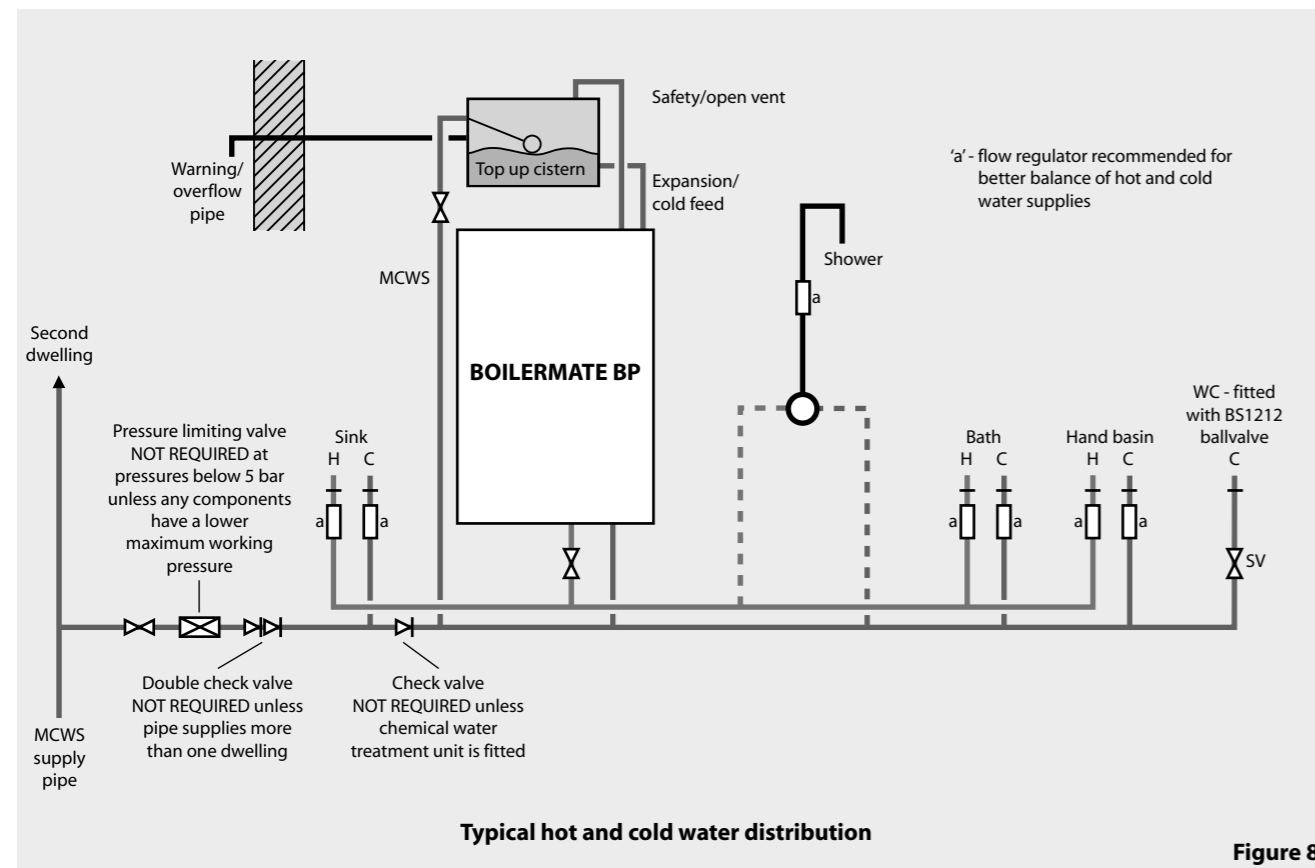 Safety/open vent
'a' - flow regulator recommended for
better balance of hot and cold
water supplies
Warning/
overflow
pipe
Top up cistern
Expansion/
cold feed
Shower
a
MCWS
Second
dwelling
BOILERMATE BP
Pressure limiting valve
NOT REQUIRED at
pressures below 5 bar
unless any components
have a lower
maximum working
pressure
Sink
H C
a a
Bath
H C
a a
Hand basin
H C
a a
WC - fitted
with BS1212
ballvalve
C
SV
Double check valve
NOT REQUIRED unless
pipe supplies more
than one dwelling
Check valve
NOT REQUIRED unless
chemical water
treatment unit is fitted
MCWS
supply
pipe
Typical hot and cold water distribution
Figure 8